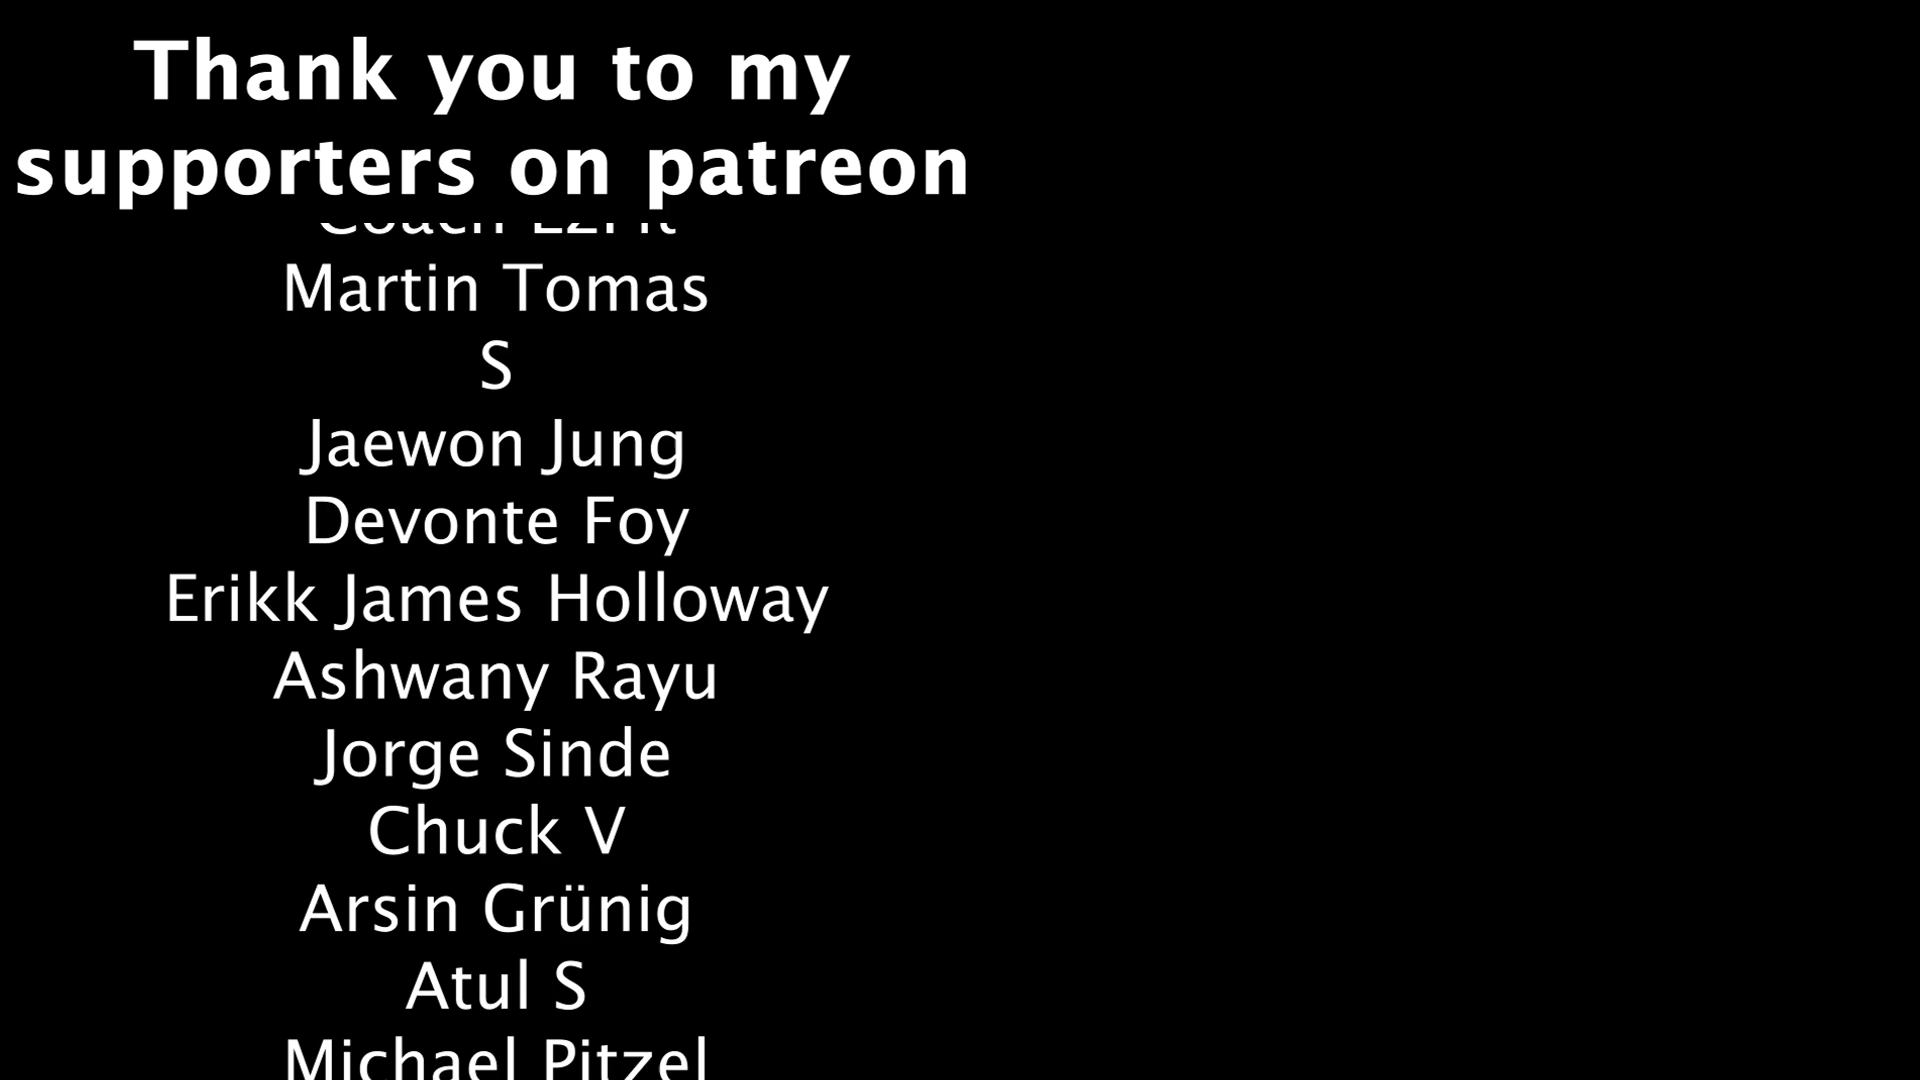 Thank you to my
supporters on patreon
Coach
Martin Tomas
S
Jaewon Jung
Devonte Foy
Erikk James Holloway
Ashwany Rayu
Jorge Sinde
Chuck V
Arsin Grünig
Atul S
Michael Pitzel